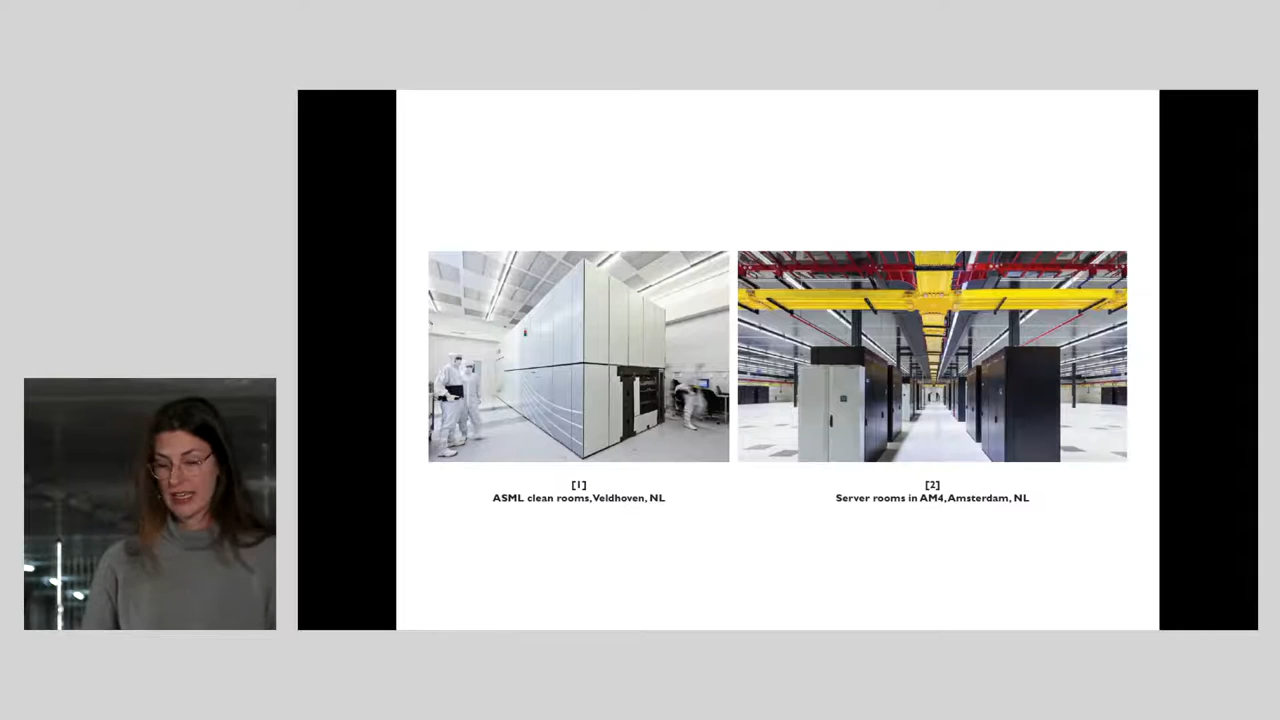 [1]
ASML clean rooms, Veldhoven, NL
[2]
Server rooms in AM4, Amsterdam, NL